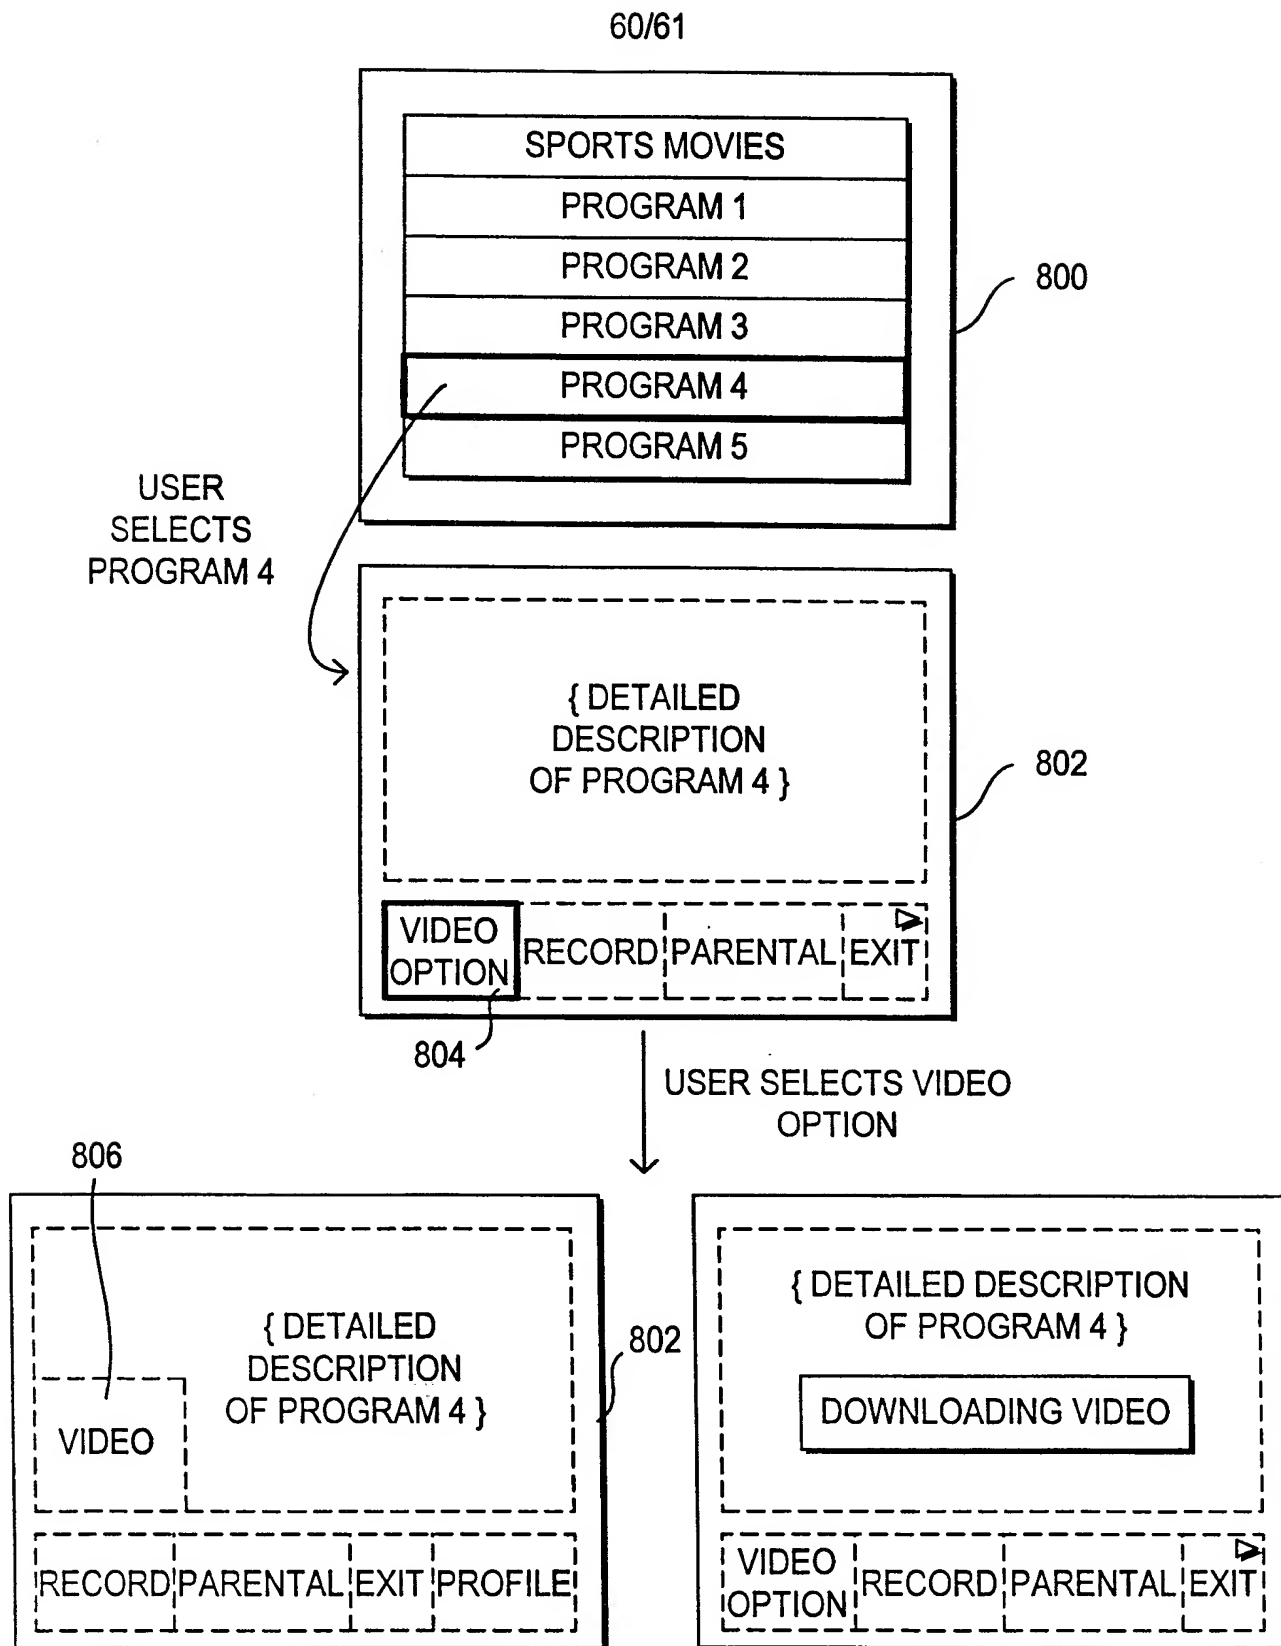 60/61
SPORTS MOVIES
PROGRAM 1
PROGRAM 2
800
PROGRAM 3
PROGRAM 4
PROGRAM 5
USER
SELECTS
PROGRAM 4
{ DETAILED
DESCRIPTION
OF PROGRAM 4 }
802
VIDEO
OPTION
RECORD
PARENTAL
EXIT
804
USER SELECTS VIDEO
OPTION
806
{ DETAILED
DESCRIPTION
OF PROGRAM 4 }
802
VIDEO
RECORD
PARENTAL
EXIT
PROFILE
{ DETAILED DESCRIPTION
OF PROGRAM 4 }
DOWNLOADING VIDEO
VIDEO
OPTION
RECORD
PARENTAL
EXIT